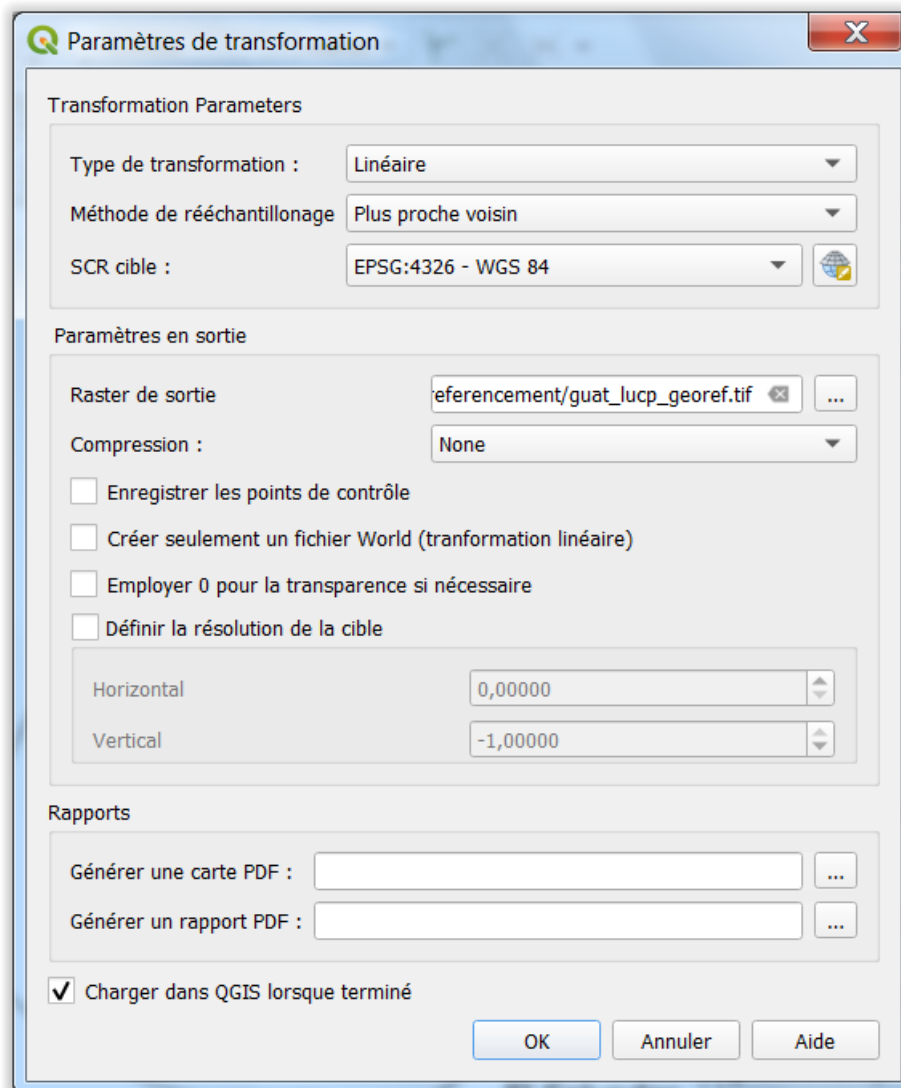 Paramètres de transformation
Transformation Parameters
Type de transformation : Linéaire
Méthode de rééchantillonage Plus proche voisin
SCR cible : EPSG:4326 - WGS 84
Paramètres en sortie
Raster de sortie eferencement/guat_lucp_georef.tif ...
Compression : None
Enregistrer les points de contrôle
Créer seulement un fichier World (tranformation linéaire)
Employer 0 pour la transparence si nécessaire
Définir la résolution de la cible
Horizontal 0,00000
Vertical -1,00000
Rapports
Générer une carte PDF : ...
Générer un rapport PDF : ...
Charger dans QGIS lorsque terminé
OK Annuler Aide